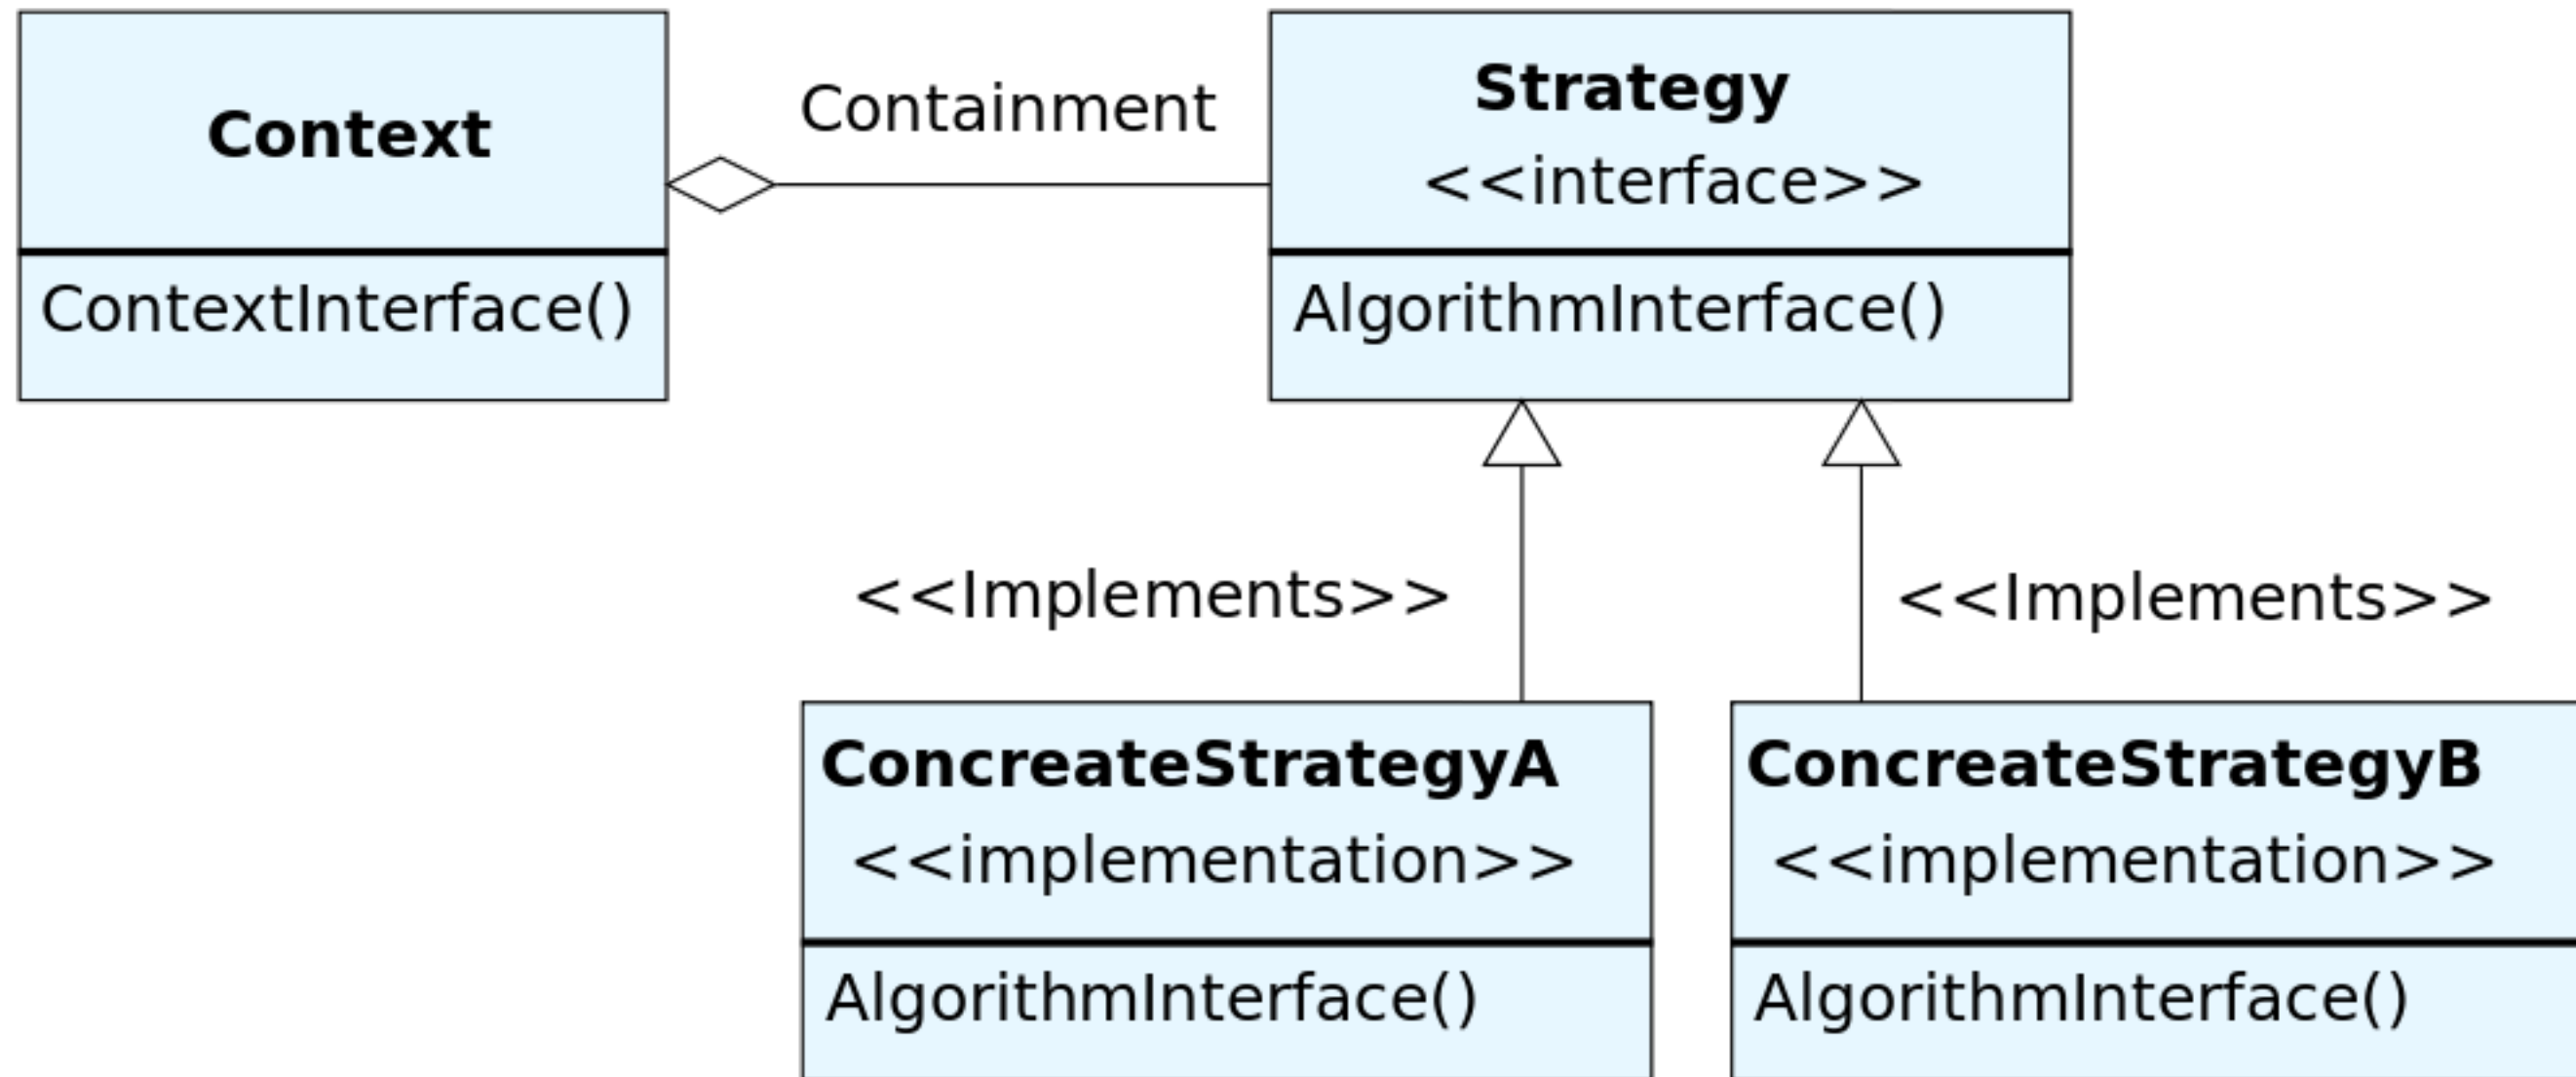 Context
ContextInterface()
Containment
Strategy
<<interface>>
AlgorithmInterface()
<<Implements>>
<<Implements>>
ConcreateStrategyA
<<implementation>>
AlgorithmInterface()
ConcreateStrategyB
<<implementation>>
AlgorithmInterface()